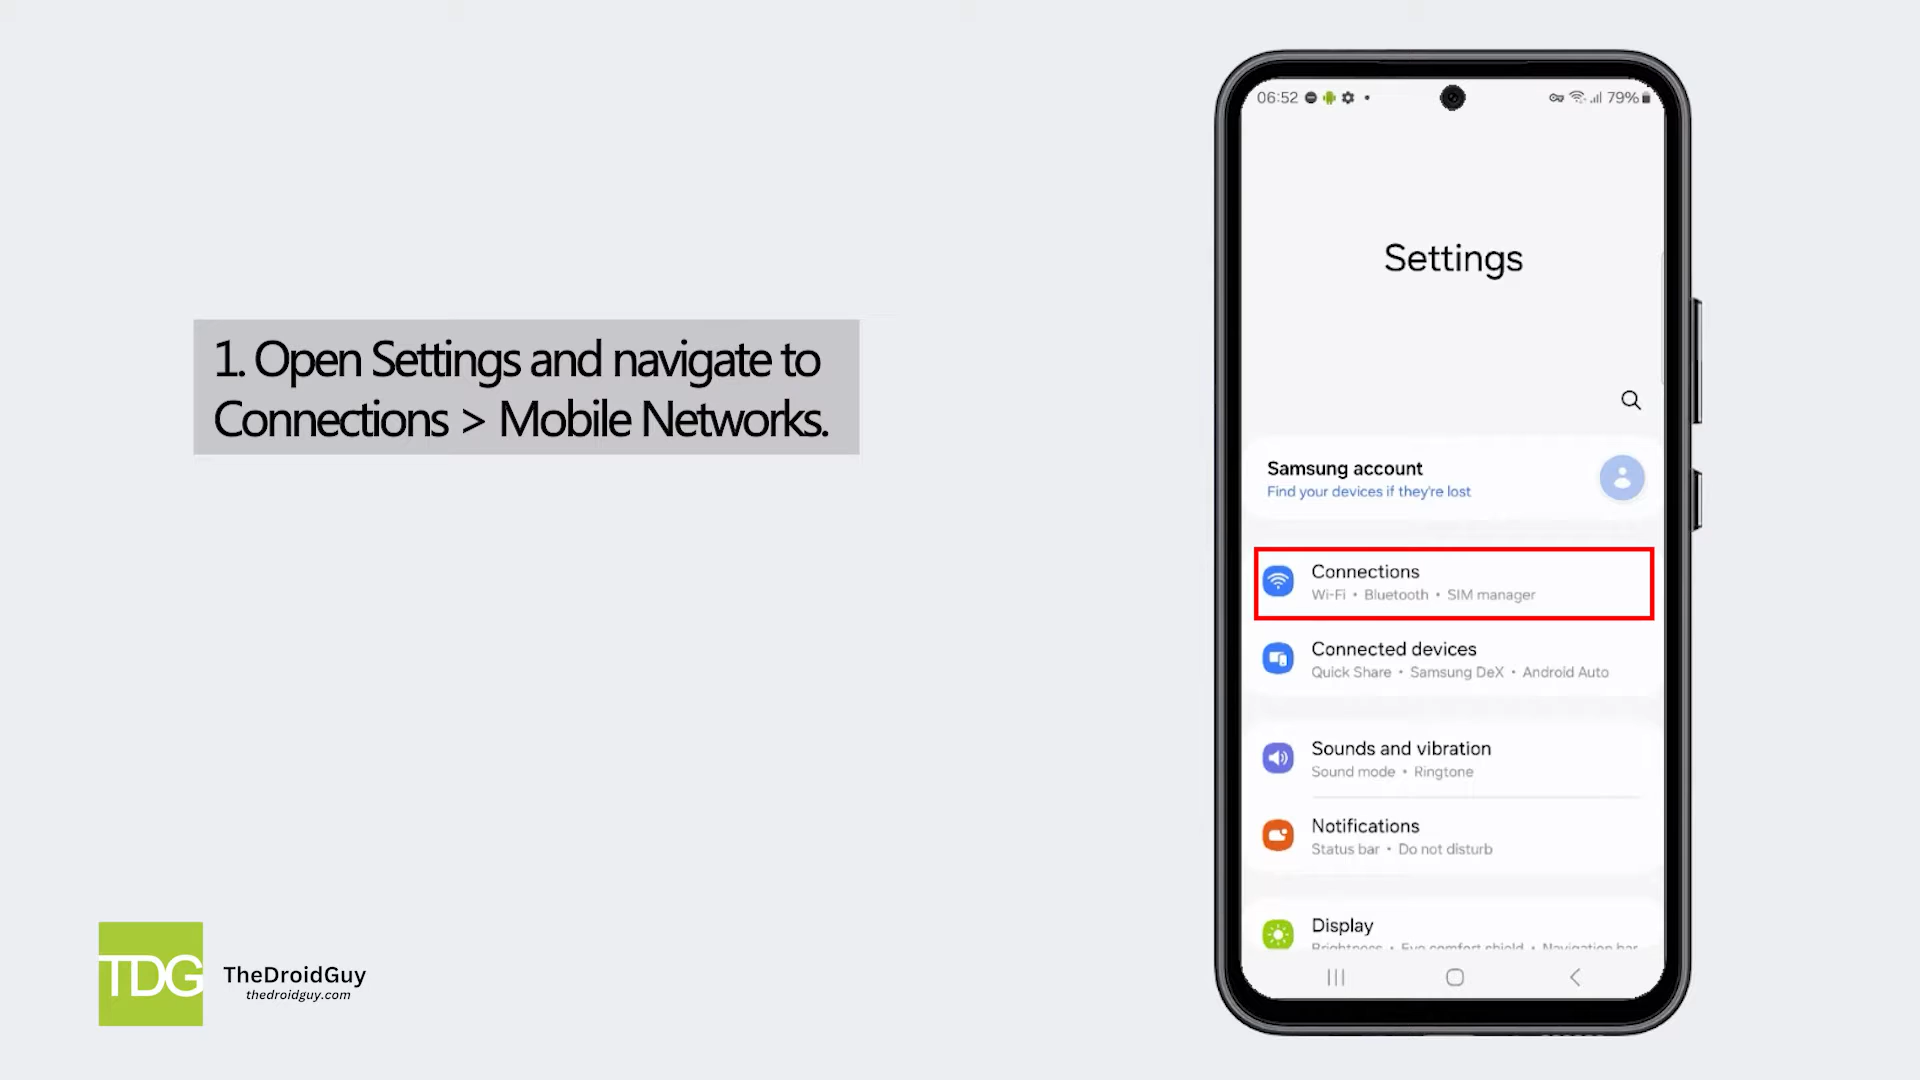 1. Open Settings and navigate to
Connections > Mobile Networks.
TDG
TheDroidGuy
thedroidguy.com
06:52
79%
Settings
Samsung account
Find your devices if they're lost
Connections
Wi-Fi • Bluetooth • SIM manager
Connected devices
Quick Share • Samsung DeX • Android Auto
Sounds and vibration
Sound mode • Ringtone
Notifications
Status bar • Do not disturb
Display
Brightness • Eye comfort shield • Navigation bar